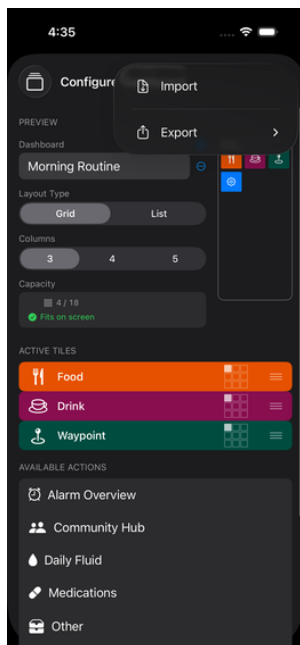 4:35
Configure
Import
Export
PREVIEW
Dashboard
Morning Routine
Layout Type
Grid
List
Columns
3
4
5
Capacity
4 / 18
Fits on screen
ACTIVE TILES
Food
Drink
Waypoint
AVAILABLE ACTIONS
Alarm Overview
Community Hub
Daily Fluid
Medications
Other